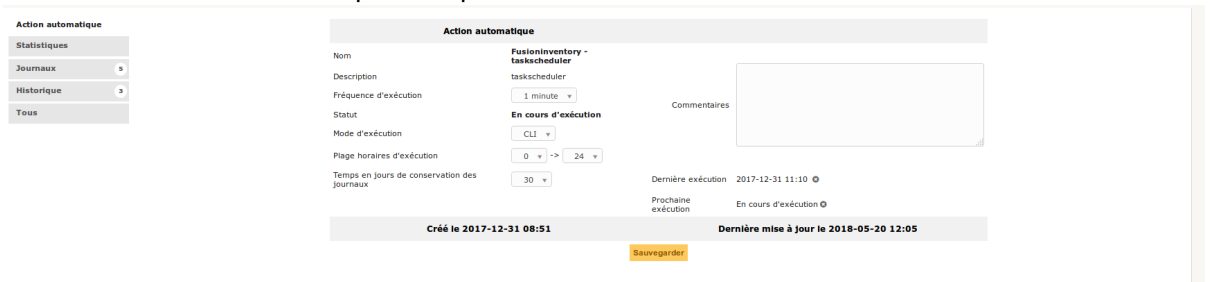 Action automatique
Statistiques
Journaux 5
Historique 3
Tous
Action automatique
Nom Fusioninventory -
taskscheduler
Description taskscheduler
Fréquence d'exécution 1 minute
Statut En cours d'exécution
Mode d'exécution CLI
Plage horaires d'exécution 0 -> 24
Temps en jours de conservation des
journaux 30
Commentaires
Dernière exécution 2017-12-31 11:10
Prochaine
exécution En cours d'exécution
Créé le 2017-12-31 08:51 Dernière mise à jour le 2018-05-20 12:05
Sauvegarder